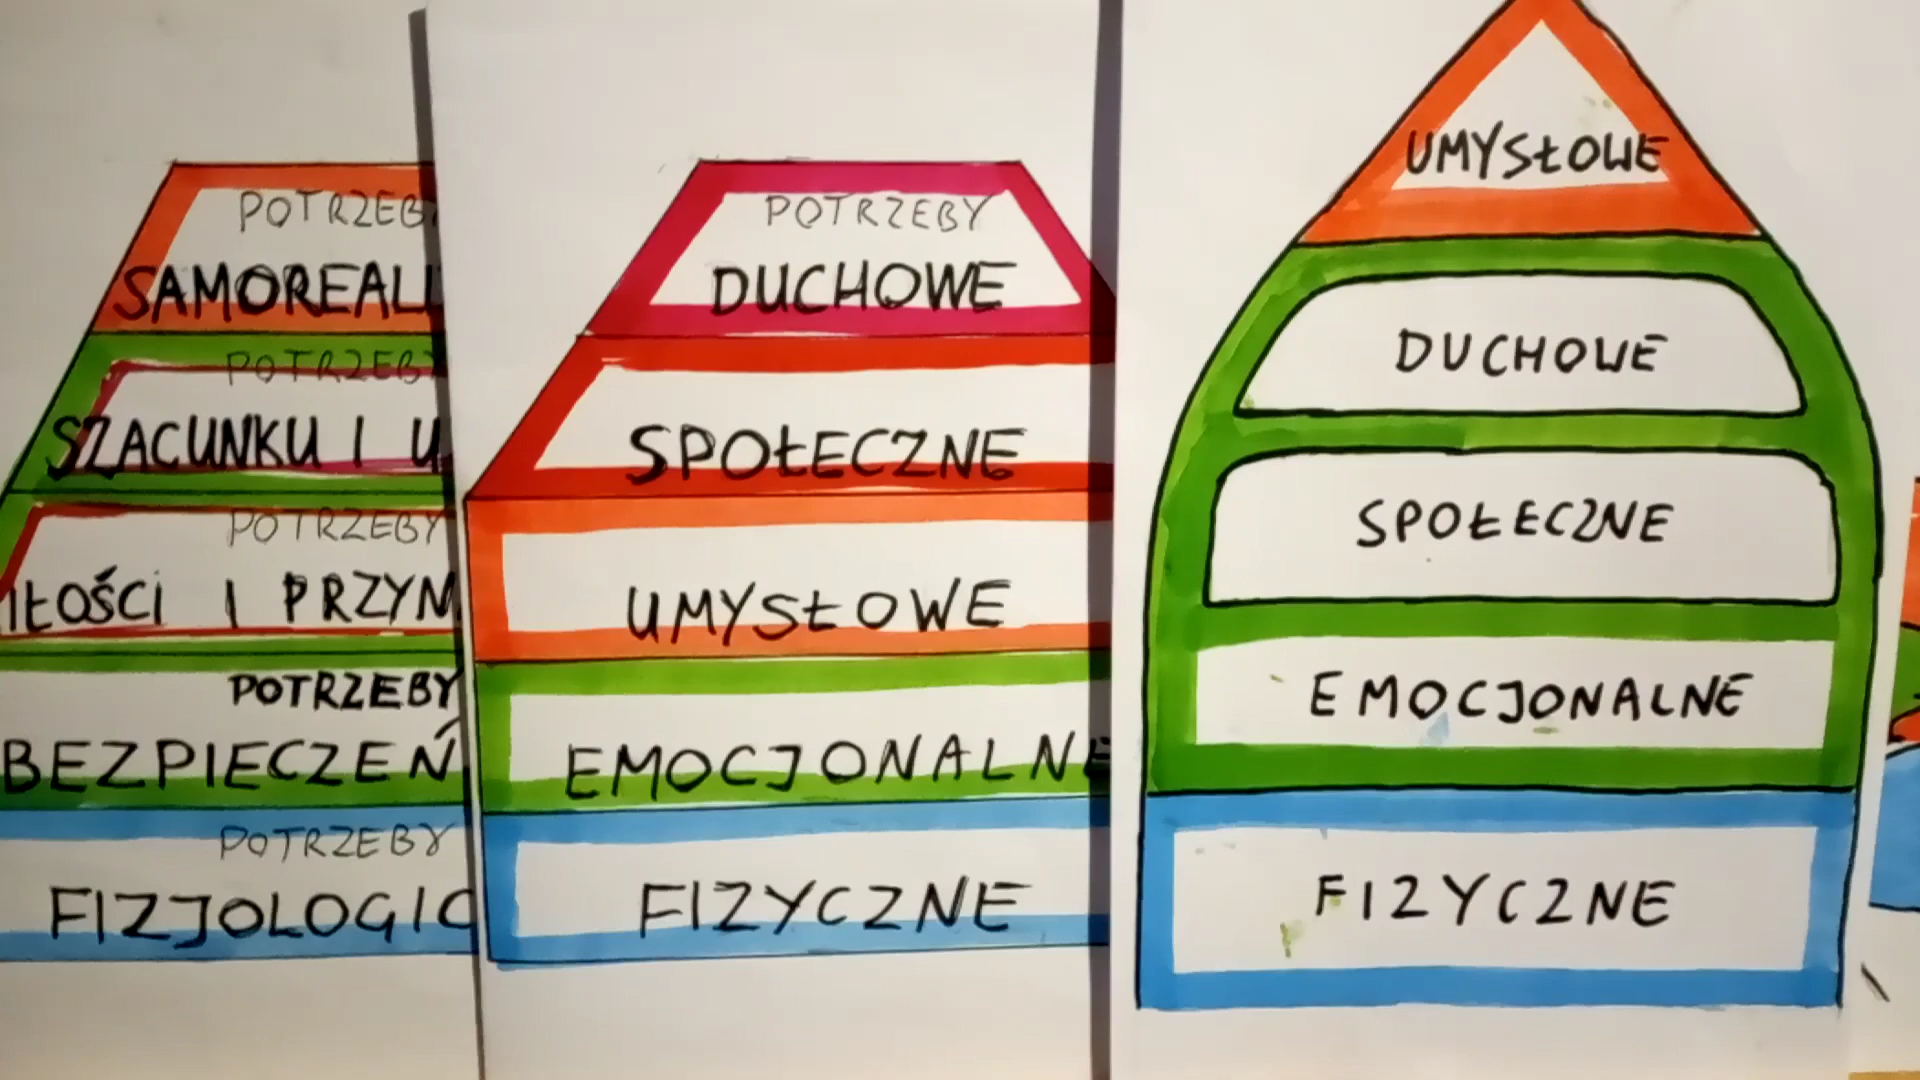 POTRZEBY
SAMOREALI
POTRZEBY
SZACUNKU I U
POTRZEBY
IŁOŚCI I PRZYN
POTRZEBY
BEZPIECZEŃ
POTRZEBY
FIZJOLOGIC
POTRZEBY
DUCHOWE
SPOŁECZNE
UMYSŁOWE
EMOCJONALNE
FIZYCZNE
UMYSŁOWE
DUCHOWE
SPOŁECZNE
EMOCJONALNE
FIZYCZNE